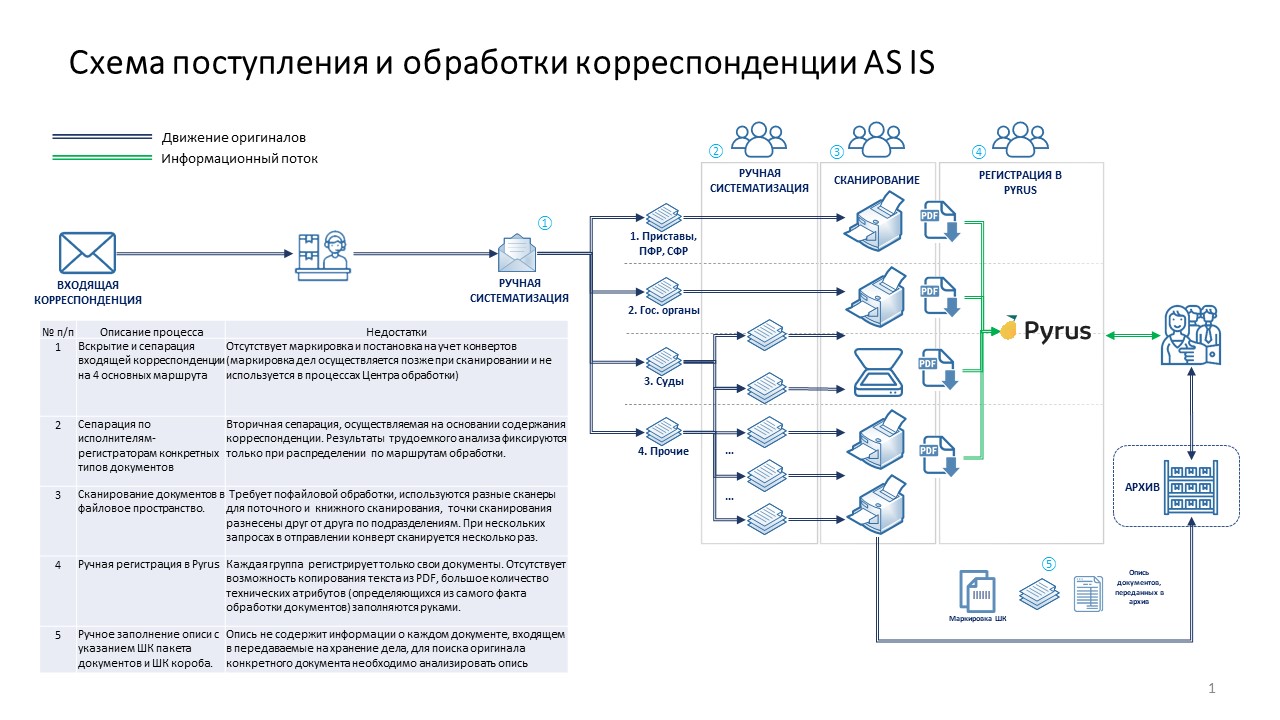 Схема поступления и обработки корреспонденции AS IS
Движение оригиналов
Информационный поток
ВХОДЯЩАЯ
КОРРЕСПОНДЕНЦИЯ
1
РУЧНАЯ
СИСТЕМАТИЗАЦИЯ
2
РУЧНАЯ
СИСТЕМАТИЗАЦИЯ
3
СКАНИРОВАНИЕ
4
РЕГИСТРАЦИЯ В
PYRUS
1. Приставы,
ПФР, СФР
2. Гос. органы
3. Суды
4. Прочие
...
...
PDF
PDF
PDF
PDF
Pyrus
АРХИВ
5
Маркировка ШК
Опись
документов,
переданных в
архив
№ п/п Описание процесса Недостатки
1 Вскрытие и сепарация
входящей корреспонденции
на 4 основных маршрута
Отсутствует маркировка и постановка на учет конвертов
(маркировка дел осуществляется позже при сканировании и не
используется в процессах Центра обработки)
2 Сепарация по
исполнителям-
регистраторам конкретных
типов документов
Вторичная сепарация, осуществляемая на основании содержания
корреспонденции. Результаты трудоемкого анализа фиксируются
только при распределении по маршрутам обработки.
3 Сканирование документов в
файловое пространство.
Требует пофайловой обработки, используются разные сканеры
для поточного и книжного сканирования, точки сканирования
разнесены друг от друга по подразделениям. При нескольких
запросах в отправлении конверт сканируется несколько раз.
4 Ручная регистрация в Pyrus
Каждая группа регистрирует только свои документы. Отсутствует
возможность копирования текста из PDF, большое количество
технических атрибутов (определяющихся из самого факта
обработки документов) заполняются руками.
5 Ручное заполнение описи с
указанием ШК пакета
документов и ШК короба.
Опись не содержит информации о каждом документе, входящем
в передаваемые на хранение дела, для поиска оригинала
конкретного документа необходимо анализировать опись
1